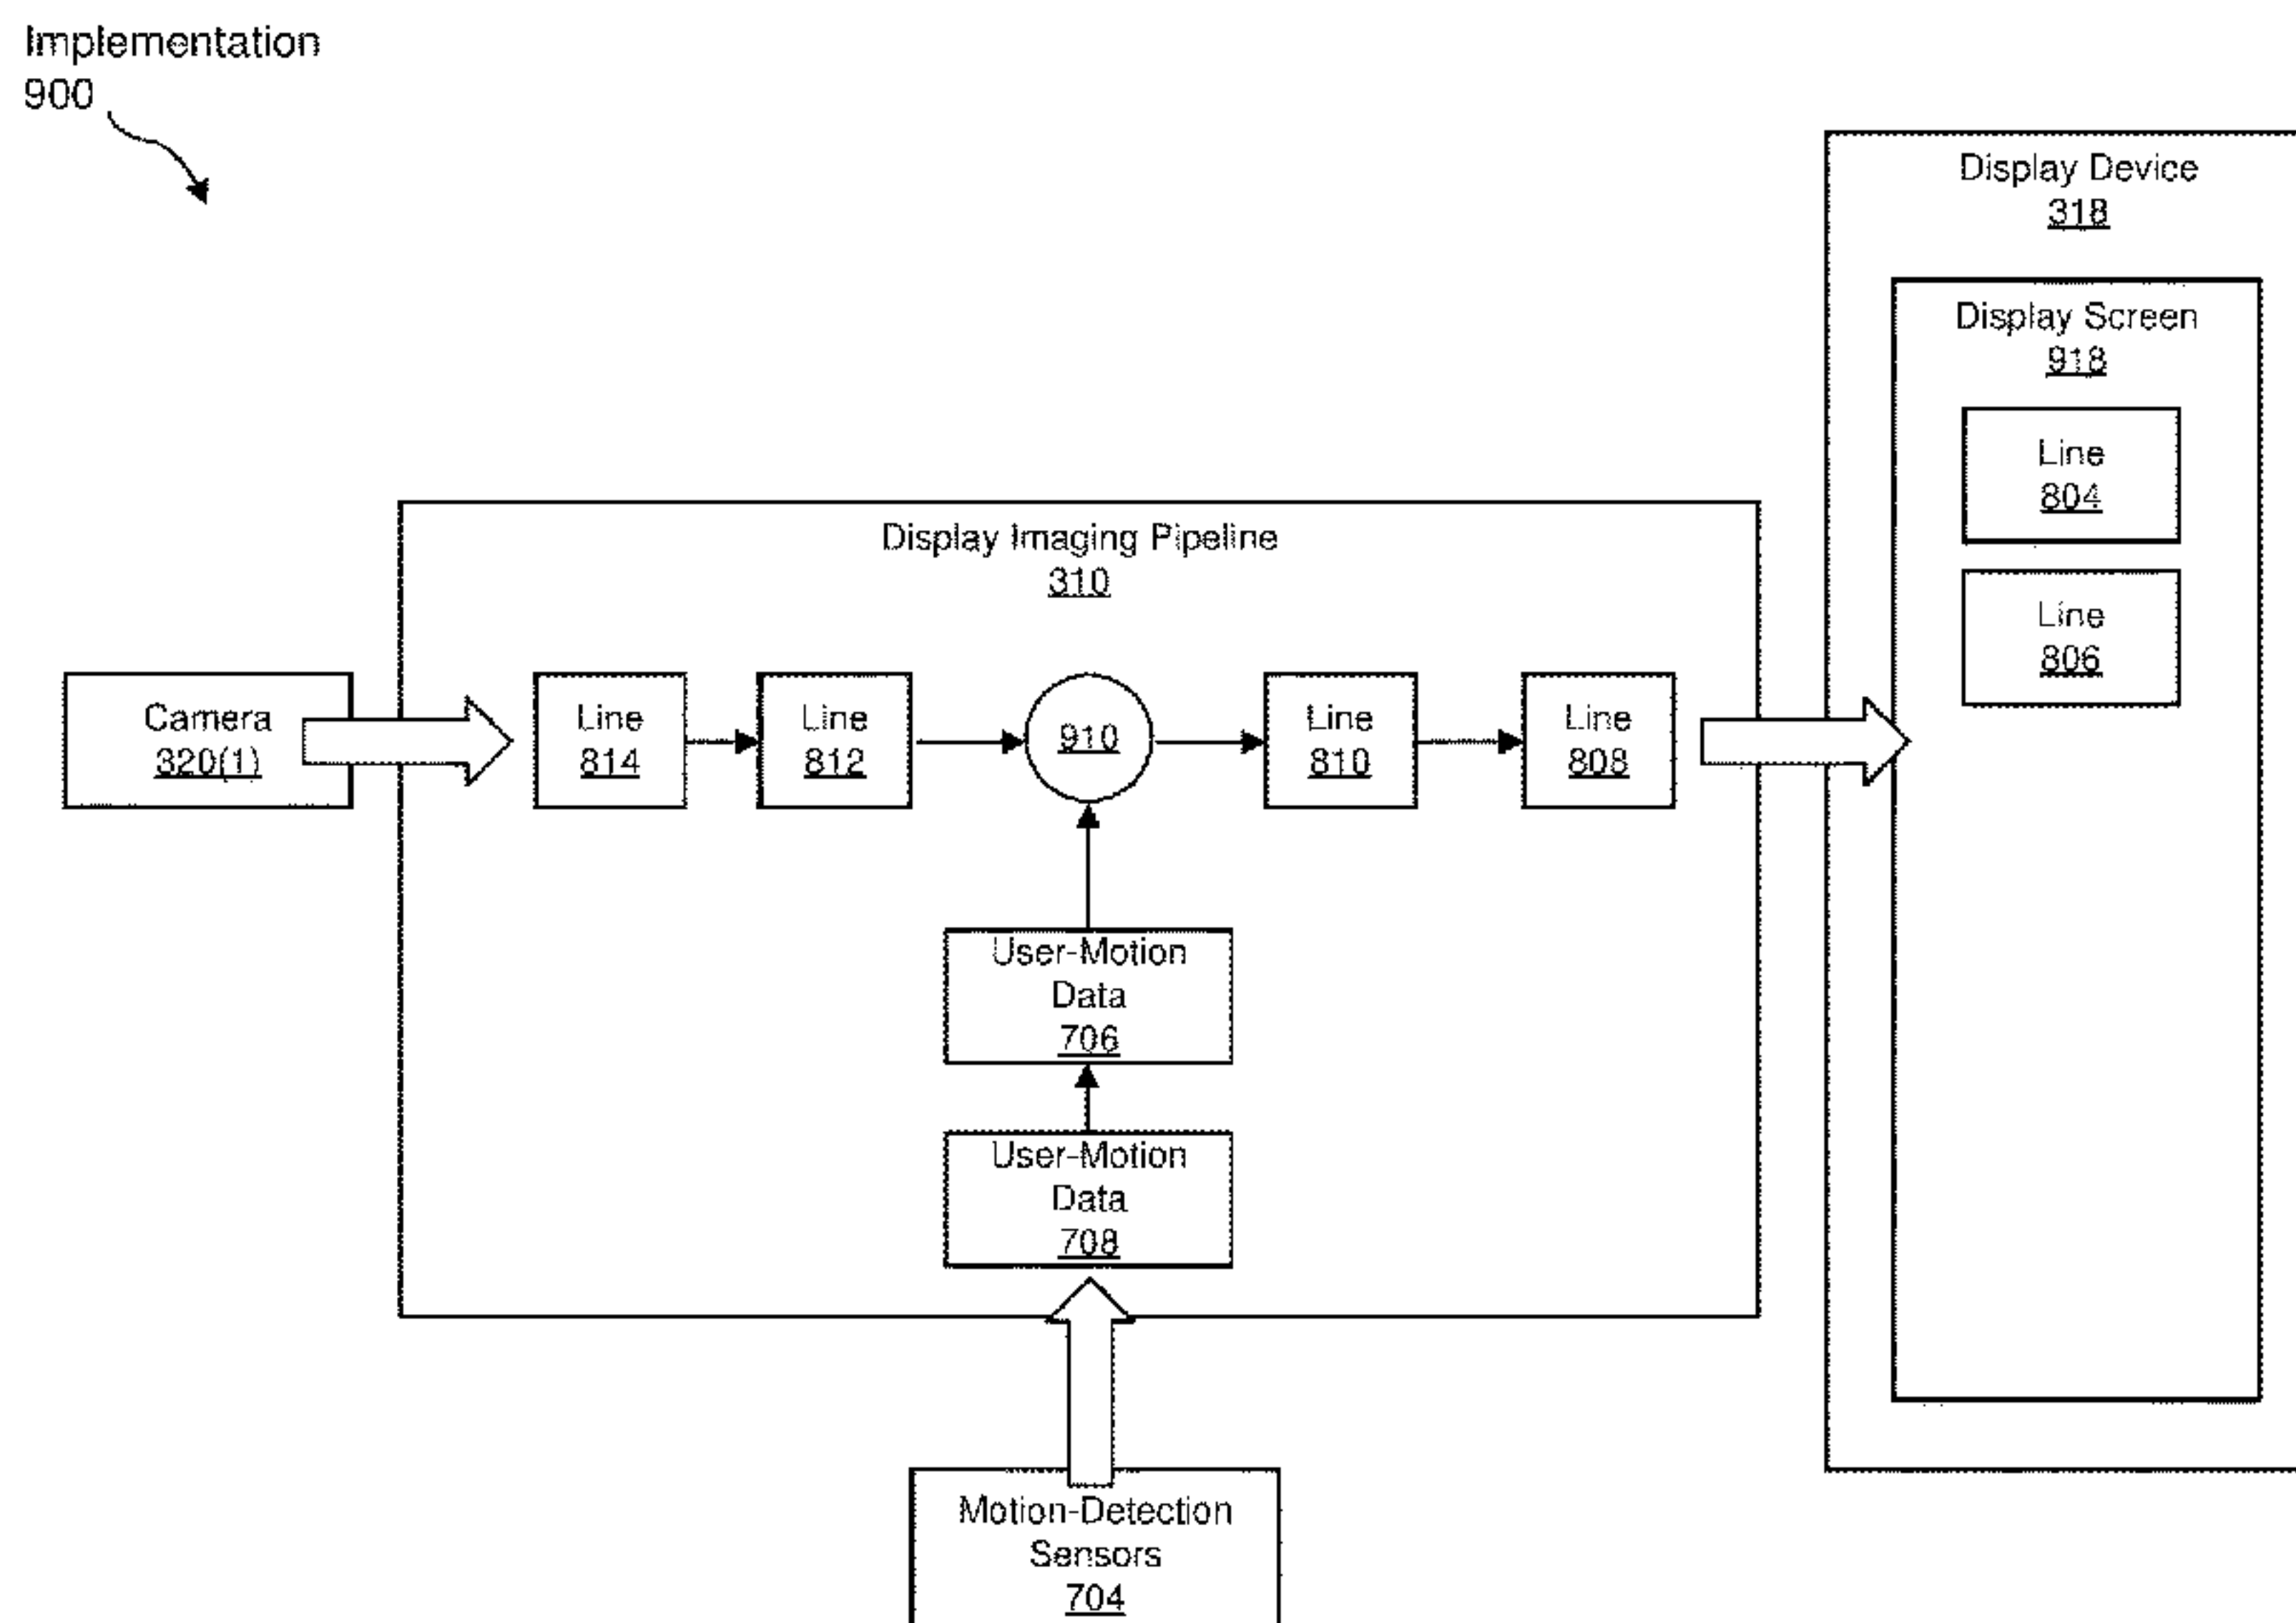 Implementation
900
Display Device
318
Display Screen
918
Line
804
Line
806
Display Imaging Pipeline
310
Camera
320(1)
Line
814
Line
812
910
Line
810
Line
808
User-Motion
Data
706
User-Motion
Data
708
Motion-Detection
Sensors
704